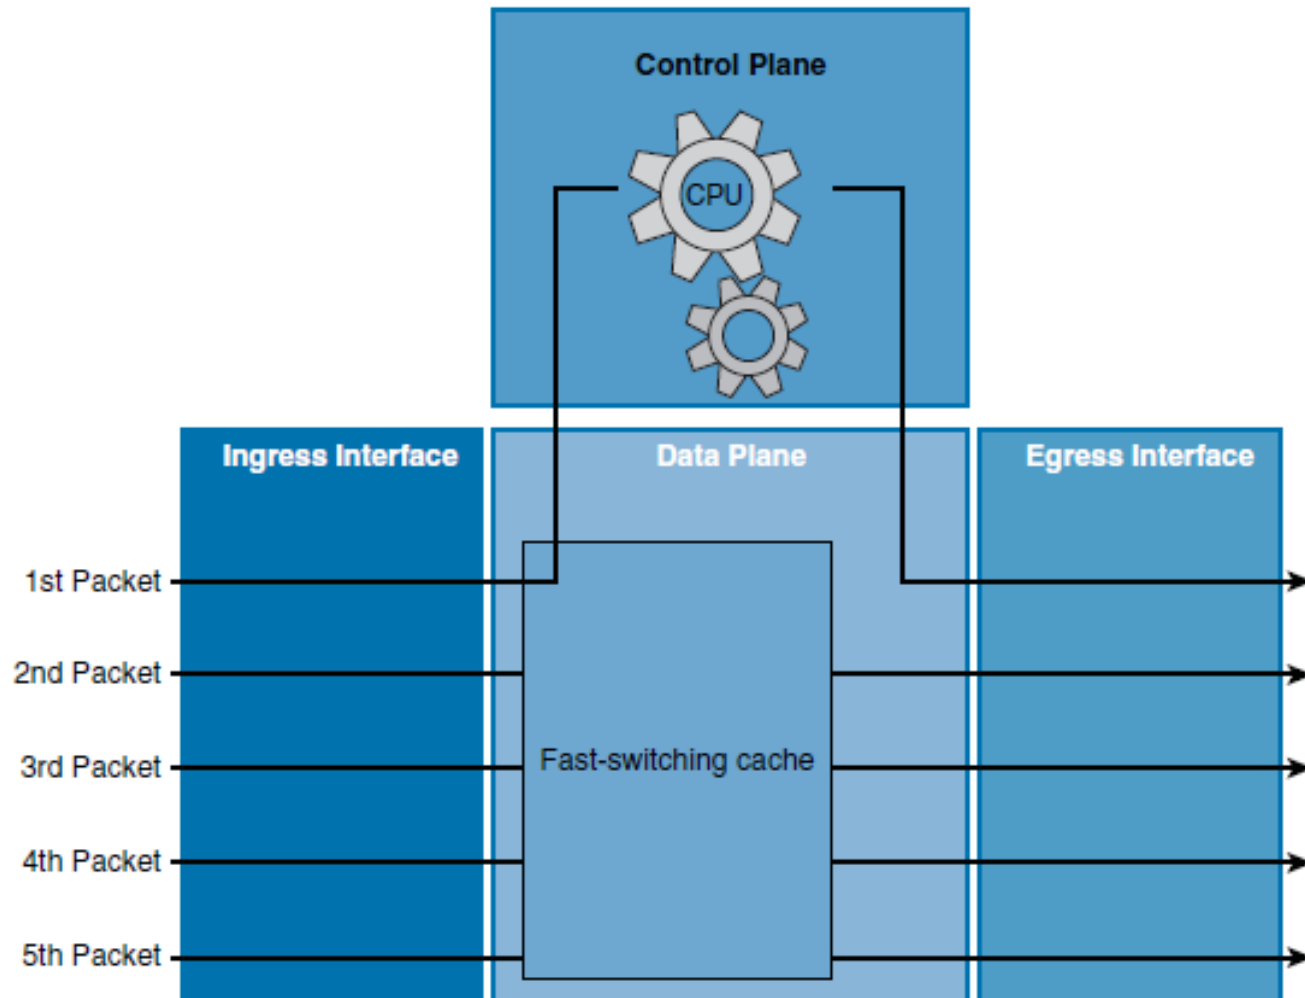 Control Plane
CPU
Ingress Interface
Data Plane
Egress Interface
1st Packet
2nd Packet
3rd Packet
Fast-switching cache
4th Packet
5th Packet